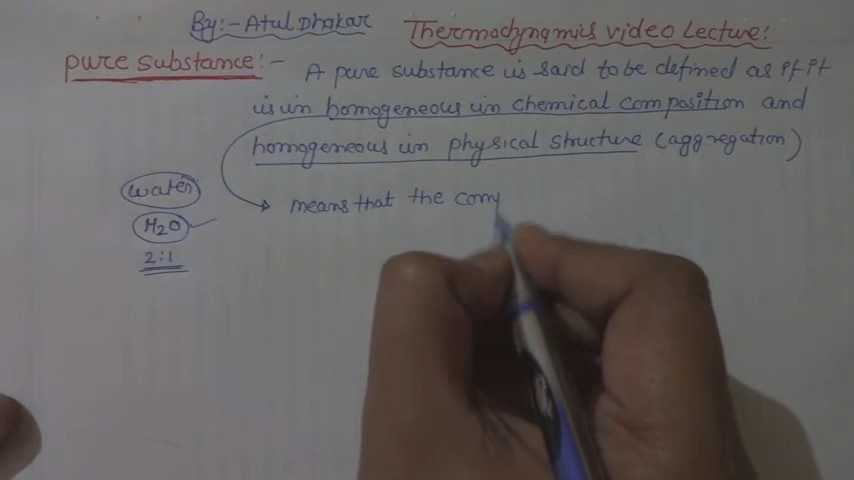 By:- Atul Dhakar
Thermodynamics video Lecture:
pure substance:-
A pure substance is said to be defined as if it
is in homogeneous in chemical composition and
homogeneous in physical structure (aggregation)
water
means that the com
H2O
2:1